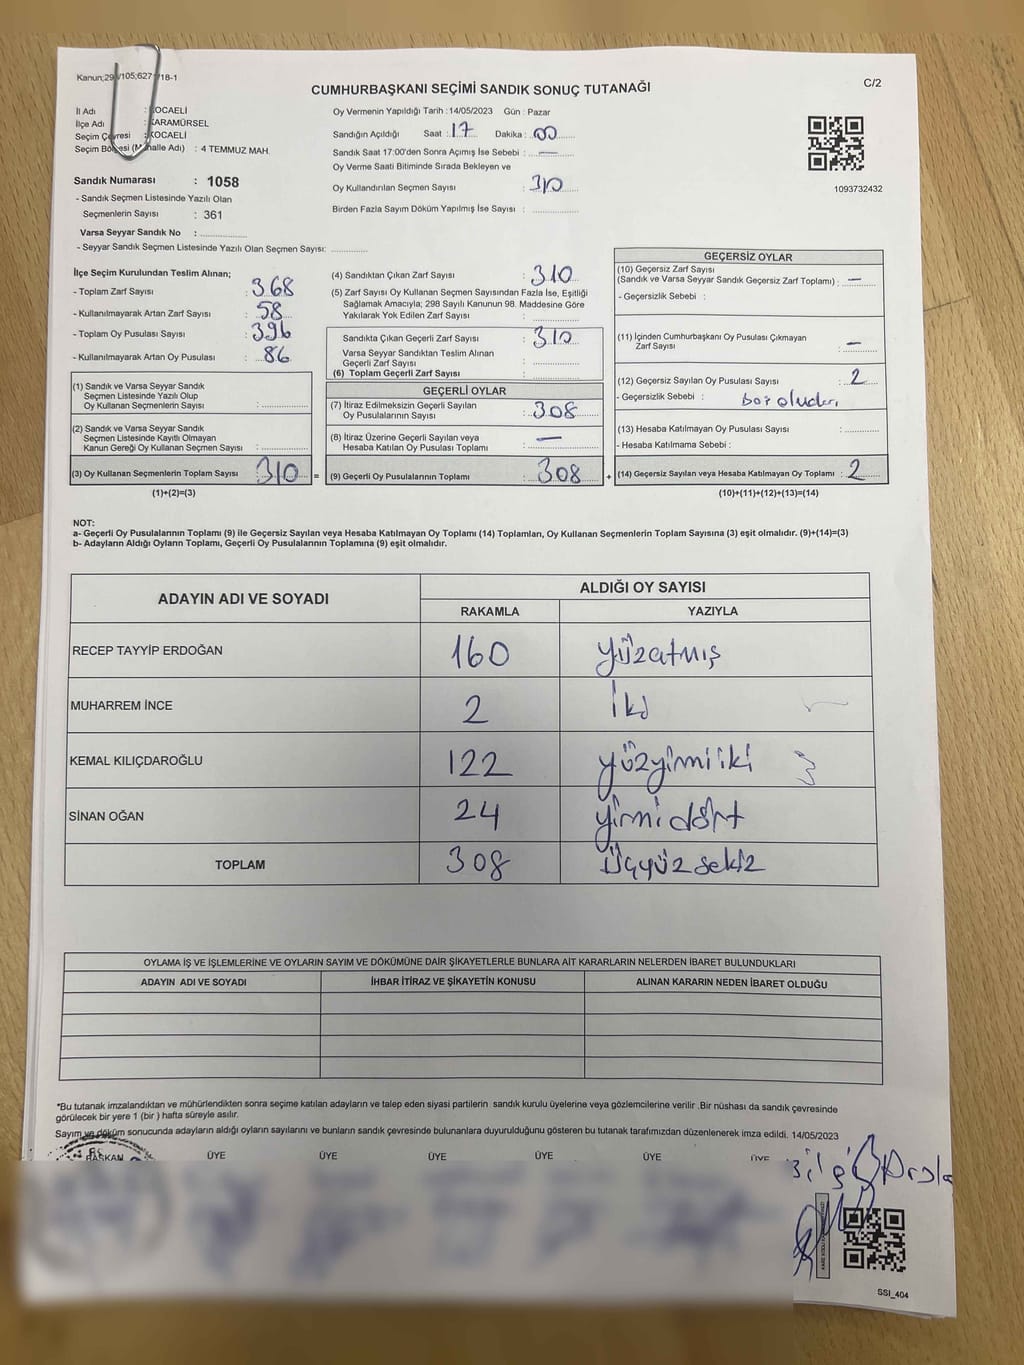 Kanun;29 /105;627 /18-1
CUMHURBAŞKANI SEÇİMİ SANDIK SONUÇ TUTANAĞI
C/2
İl Adı : KOCAELİ
İlçe Adı : KARAMÜRSEL
Seçim Çevresi : KOCAELİ
Seçim Bölgesi (Mahalle Adı) : 4 TEMMUZ MAH.
Sandık Numarası : 1058
- Sandık Seçmen Listesinde Yazılı Olan
Seçmenlerin Sayısı : 361
Varsa Seyyar Sandık No :
- Seyyar Sandık Seçmen Listesinde Yazılı Olan Seçmen Sayısı:
Oy Vermenin Yapıldığı Tarih :14/05/2023 Gün : Pazar
Sandığın Açıldığı Saat : 17 Dakika : 00
Sandık Saat 17:00'den Sonra Açımış İse Sebebi : —
Oy Verme Saati Bitiminde Sırada Bekleyen ve
Oy Kullandırılan Seçmen Sayısı : 310
Birden Fazla Sayım Döküm Yapılmış İse Sayısı :
1093732432
İlçe Seçim Kurulundan Teslim Alınan;
- Toplam Zarf Sayısı : 368
- Kullanılmayarak Artan Zarf Sayısı : 58
- Toplam Oy Pusulası Sayısı : 396
- Kullanılmayarak Artan Oy Pusulası : 86
(1) Sandık ve Varsa Seyyar Sandık
Seçmen Listesinde Yazılı Olup
Oy Kullanan Seçmenlerin Sayısı :
(2) Sandık ve Varsa Seyyar Sandık
Seçmen Listesinde Kayıtlı Olmayan
Kanun Gereği Oy Kullanan Seçmen Sayısı :
(3) Oy Kullanan Seçmenlerin Toplam Sayısı : 310 =
(1)+(2)=(3)
(4) Sandıktan Çıkan Zarf Sayısı : 310
(5) Zarf Sayısı Oy Kullanan Seçmen Sayısından Fazla İse, Eşitliği
Sağlamak Amacıyla; 298 Sayılı Kanunun 98. Maddesine Göre
Yakılarak Yok Edilen Zarf Sayısı :
Sandıkta Çıkan Geçerli Zarf Sayısı : 310
Varsa Seyyar Sandıktan Teslim Alınan
Geçerli Zarf Sayısı :
(6) Toplam Geçerli Zarf Sayısı :
GEÇERLİ OYLAR
(7) İtiraz Edilmeksizin Geçerli Sayılan
Oy Pusulalarının Sayısı : 308
(8) İtiraz Üzerine Geçerli Sayılan veya
Hesaba Katılan Oy Pusulası Toplamı : —
(9) Geçerli Oy Pusulalarının Toplamı : 308 +
GEÇERSİZ OYLAR
(10) Geçersiz Zarf Sayısı
(Sandık ve Varsa Seyyar Sandık Geçersiz Zarf Toplamı) : —
- Geçersizlik Sebebi :
(11) İçinden Cumhurbaşkanı Oy Pusulası Çıkmayan
Zarf Sayısı : —
(12) Geçersiz Sayılan Oy Pusulası Sayısı : 2
- Geçersizlik Sebebi :
(13) Hesaba Katılmayan Oy Pusulası Sayısı :
- Hesaba Katılmama Sebebi :
(14) Geçersiz Sayılan veya Hesaba Katılmayan Oy Toplamı : 2
(10)+(11)+(12)+(13)=(14)
NOT:
a- Geçerli Oy Pusulalarının Toplamı (9) ile Geçersiz Sayılan veya Hesaba Katılmayan Oy Toplamı (14) Toplamları, Oy Kullanan Seçmenlerin Toplam Sayısına (3) eşit olmalıdır. (9)+(14)=(3)
b- Adayların Aldığı Oyların Toplamı, Geçerli Oy Pusulalarının Toplamına (9) eşit olmalıdır.
ADAYIN ADI VE SOYADI ALDIĞI OY SAYISI
RAKAMLA YAZIYLA
RECEP TAYYİP ERDOĞAN 160 yüzatmış
MUHARREM İNCE 2 İki
KEMAL KILIÇDAROĞLU 122 yüzyirmiiki
SİNAN OĞAN 24 yirmidört
TOPLAM 308 Üçyüzsekiz
OYLAMA İŞ VE İŞLEMLERİNE VE OYLARIN SAYIM VE DÖKÜMÜNE DAİR ŞİKAYETLERLE BUNLARA AİT KARARLARIN NELERDEN İBARET BULUNDUKLARI
ADAYIN ADI VE SOYADI İHBAR İTİRAZ VE ŞİKAYETİN KONUSU ALINAN KARARIN NEDEN İBARET OLDUĞU
*Bu tutanak imzalandıktan ve mühürlendikten sonra seçime katılan adayların ve talep eden siyasi partilerin sandık kurulu üyelerine veya gözlemcilerine verilir .Bir nüshası da sandık çevresinde
görülecek bir yere 1 (bir ) hafta süreyle asılır.
Sayım ve döküm sonucunda adayların aldığı oyların sayılarını ve bunların sandık çevresinde bulunanlara duyurulduğunu gösteren bu tutanak tarafımızdan düzenlenerek imza edildi. 14/05/2023
BAŞKAN ÜYE ÜYE ÜYE ÜYE ÜYE ÜYE
SSI_404